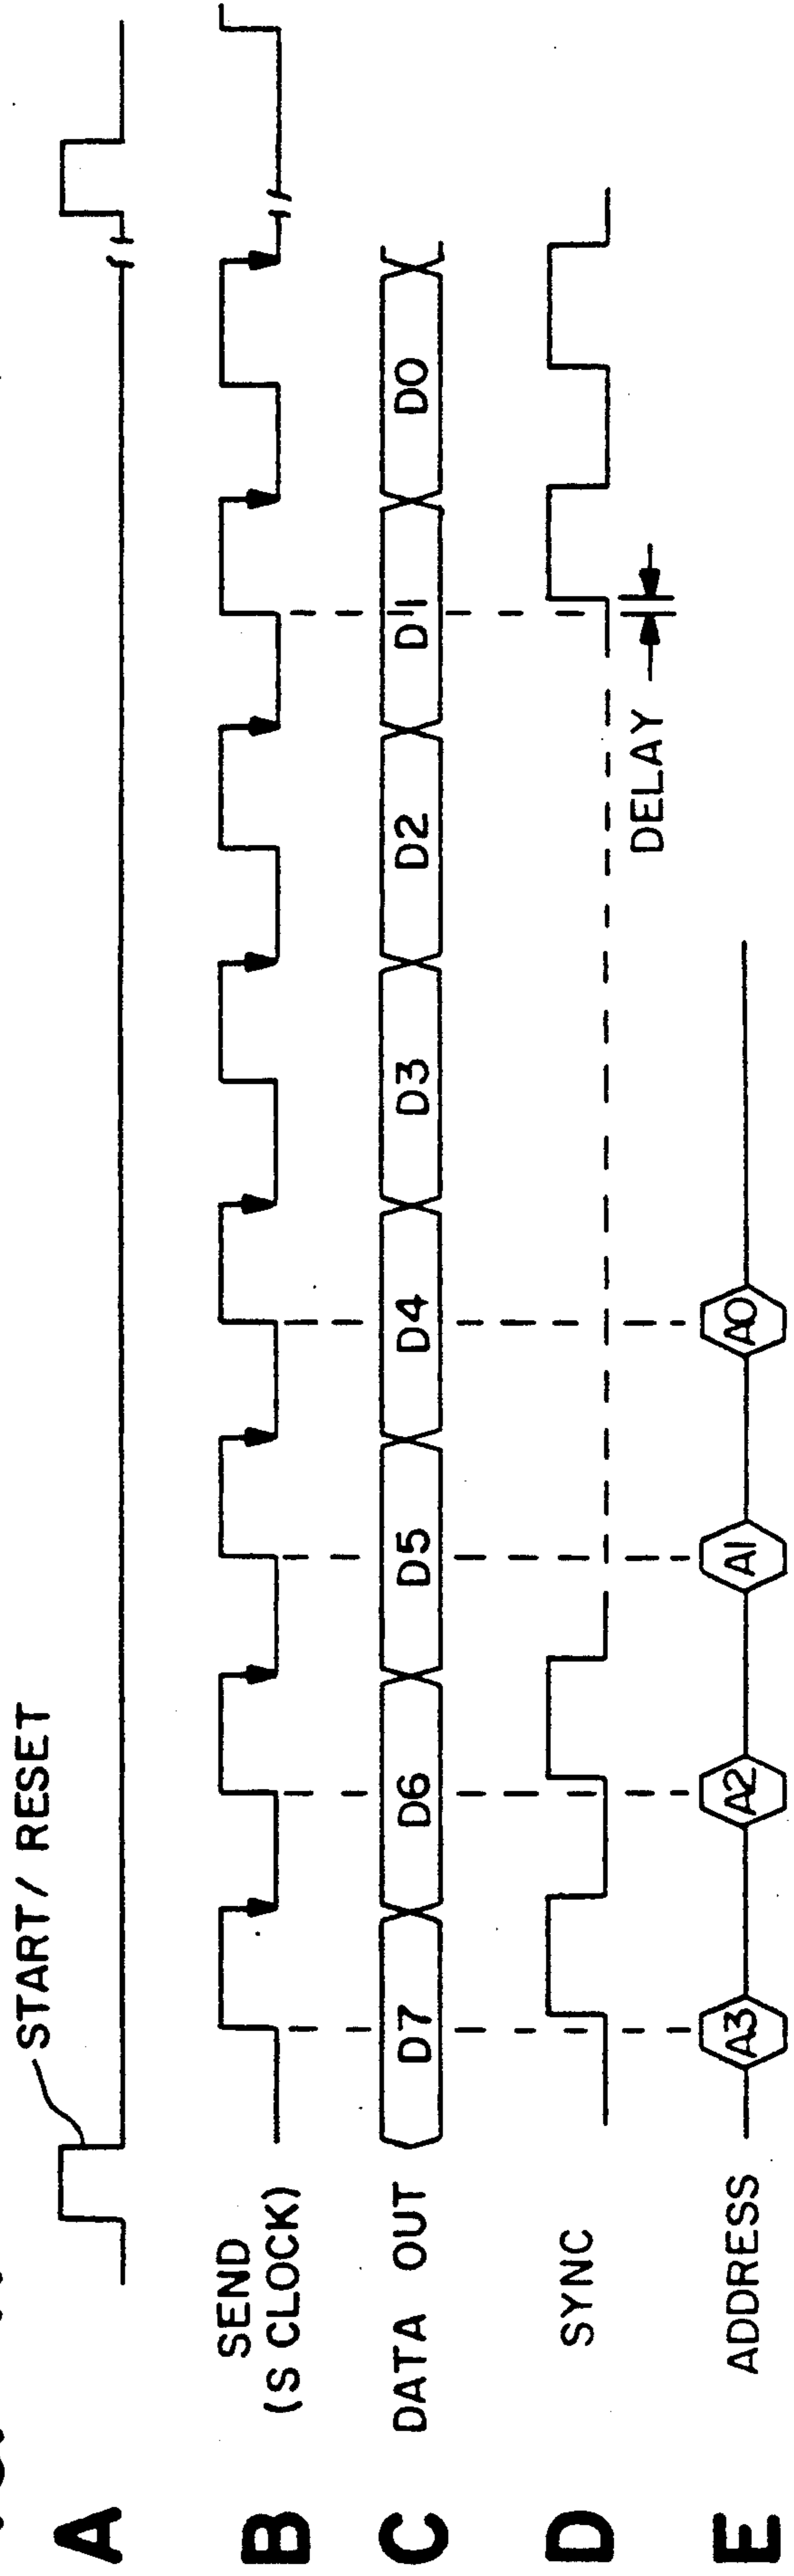 A
START/ RESET
B
SEND
(S CLOCK)
C
DATA OUT
D7
D6
D5
D4
D3
D2
D1
D0
D
SYNC
DELAY
E
ADDRESS
A3
A2
A1
A0